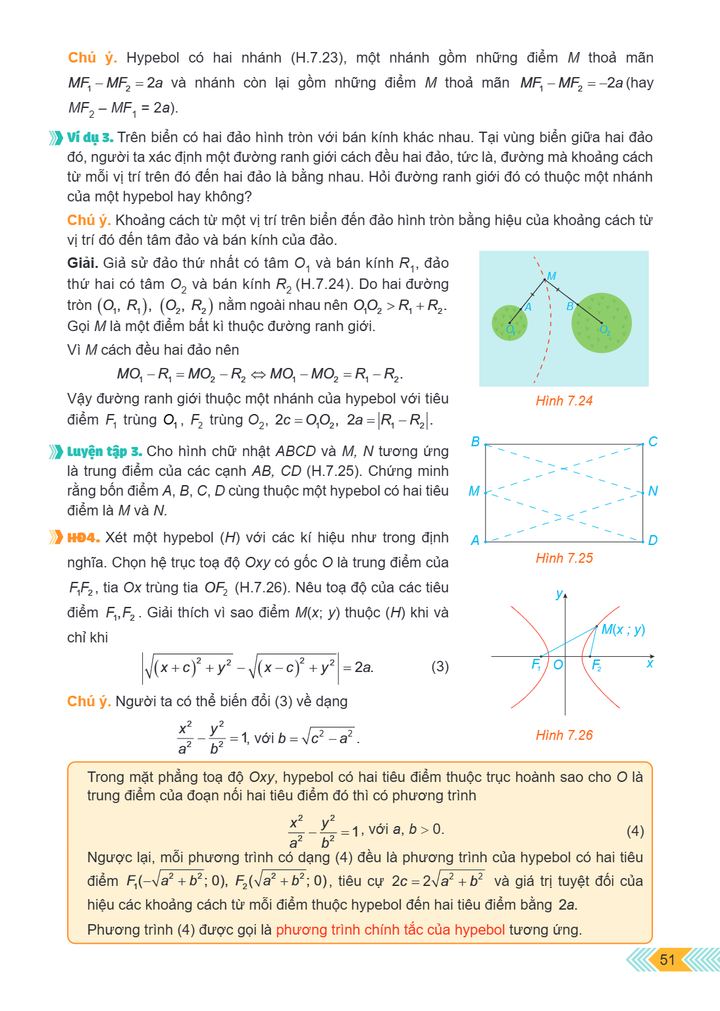 Chú ý. Hypebol có hai nhánh (H.7.23), một nhánh gồm những điểm M thoả mãn
MF₁ − MF₂ = 2a và nhánh còn lại gồm những điểm M thoả mãn MF₁ − MF₂ = −2a (hay
MF₂ – MF₁ = 2a).
Ví dụ 3. Trên biển có hai đảo hình tròn với bán kính khác nhau. Tại vùng biển giữa hai đảo
đó, người ta xác định một đường ranh giới cách đều hai đảo, tức là, đường mà khoảng cách
từ mỗi vị trí trên đó đến hai đảo là bằng nhau. Hỏi đường ranh giới đó có thuộc một nhánh
của một hypebol hay không?
Chú ý. Khoảng cách từ một vị trí trên biển đến đảo hình tròn bằng hiệu của khoảng cách từ
vị trí đó đến tâm đảo và bán kính của đảo.
Giải. Giả sử đảo thứ nhất có tâm O₁ và bán kính R₁, đảo
thứ hai có tâm O₂ và bán kính R₂ (H.7.24). Do hai đường
tròn (O₁, R₁), (O₂, R₂) nằm ngoài nhau nên O₁O₂ > R₁ + R₂.
Gọi M là một điểm bất kì thuộc đường ranh giới.
Vì M cách đều hai đảo nên
MO₁ − R₁ = MO₂ − R₂ ⇔ MO₁ − MO₂ = R₁ − R₂.
Vậy đường ranh giới thuộc một nhánh của hypebol với tiêu
điểm F₁ trùng O₁, F₂ trùng O₂, 2c = O₁O₂, 2a = |R₁ − R₂|.
M
A
B
O₁
O₂
Hình 7.24
Luyện tập 3. Cho hình chữ nhật ABCD và M, N tương ứng
là trung điểm của các cạnh AB, CD (H.7.25). Chứng minh
rằng bốn điểm A, B, C, D cùng thuộc một hypebol có hai tiêu
điểm là M và N.
B
C
M
N
A
D
Hình 7.25
HĐ4. Xét một hypebol (H) với các kí hiệu như trong định
nghĩa. Chọn hệ trục toạ độ Oxy có gốc O là trung điểm của
F₁F₂, tia Ox trùng tia OF₂ (H.7.26). Nêu toạ độ của các tiêu
điểm F₁, F₂. Giải thích vì sao điểm M(x; y) thuộc (H) khi và
chỉ khi
|√((x + c)² + y²) − √((x − c)² + y²)| = 2a. (3)
y
M(x ; y)
F₁
O
F₂
x
Hình 7.26
Chú ý. Người ta có thể biến đổi (3) về dạng
x²/a² − y²/b² = 1, với b = √(c² − a²).
Trong mặt phẳng toạ độ Oxy, hypebol có hai tiêu điểm thuộc trục hoành sao cho O là
trung điểm của đoạn nối hai tiêu điểm đó thì có phương trình
x²/a² − y²/b² = 1, với a, b > 0. (4)
Ngược lại, mỗi phương trình có dạng (4) đều là phương trình của hypebol có hai tiêu
điểm F₁(−√(a² + b²); 0), F₂(√(a² + b²); 0), tiêu cự 2c = 2√(a² + b²) và giá trị tuyệt đối của
hiệu các khoảng cách từ mỗi điểm thuộc hypebol đến hai tiêu điểm bằng 2a.
Phương trình (4) được gọi là phương trình chính tắc của hypebol tương ứng.
51